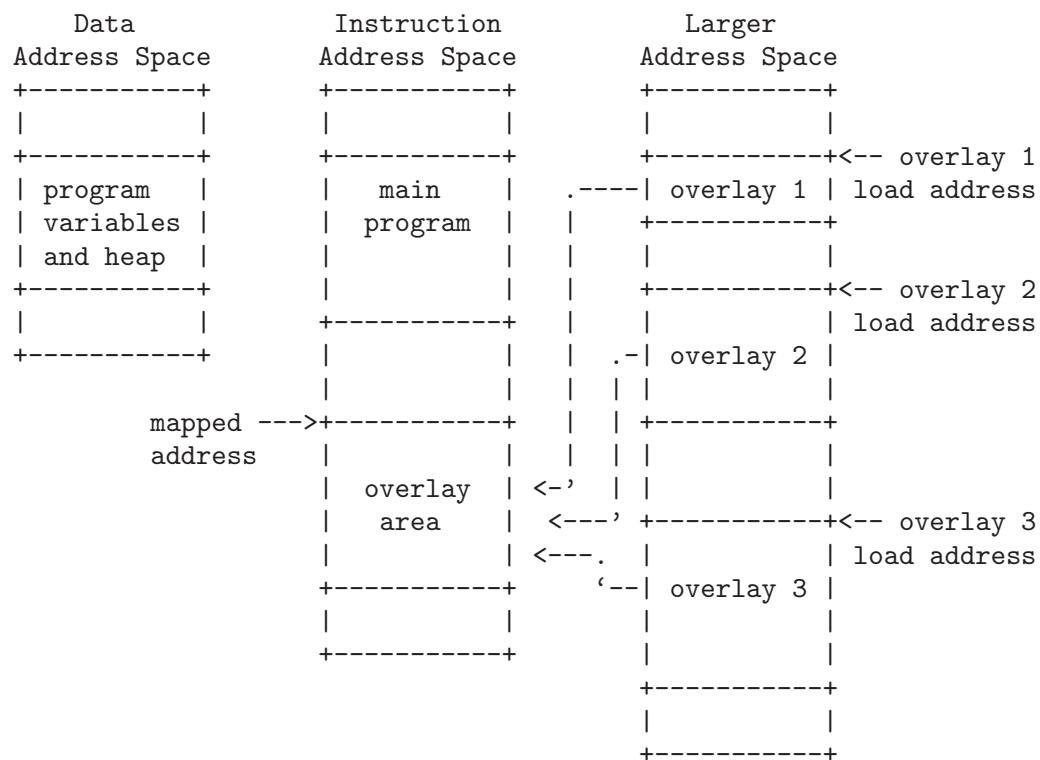 Data             Instruction           Larger
Address Space       Address Space       Address Space
+-----------+       +-----------+       +-----------+
|           |       |           |       |           |
+-----------+       +-----------+       +-----------+<-- overlay 1
| program   |       |   main    |   .----| overlay 1 | load address
| variables |       |  program  |   |    +-----------+
| and heap  |       |           |   |    |           |
+-----------+       |           |   |    +-----------+<-- overlay 2
|           |       +-----------+   |    |           | load address
+-----------+       |           |   |  .-| overlay 2 |
                    |           |   |  | |           |
         mapped --->+-----------+   |  | +-----------+
         address    |           |   |  | |           |
                    |  overlay  | <-'  | |           |
                    |   area    |  <---' +-----------+<-- overlay 3
                    |           | <---.  |           | load address
                    +-----------+     ‘--| overlay 3 |
                    |           |        |           |
                    +-----------+        |           |
                                         +-----------+
                                         |           |
                                         +-----------+